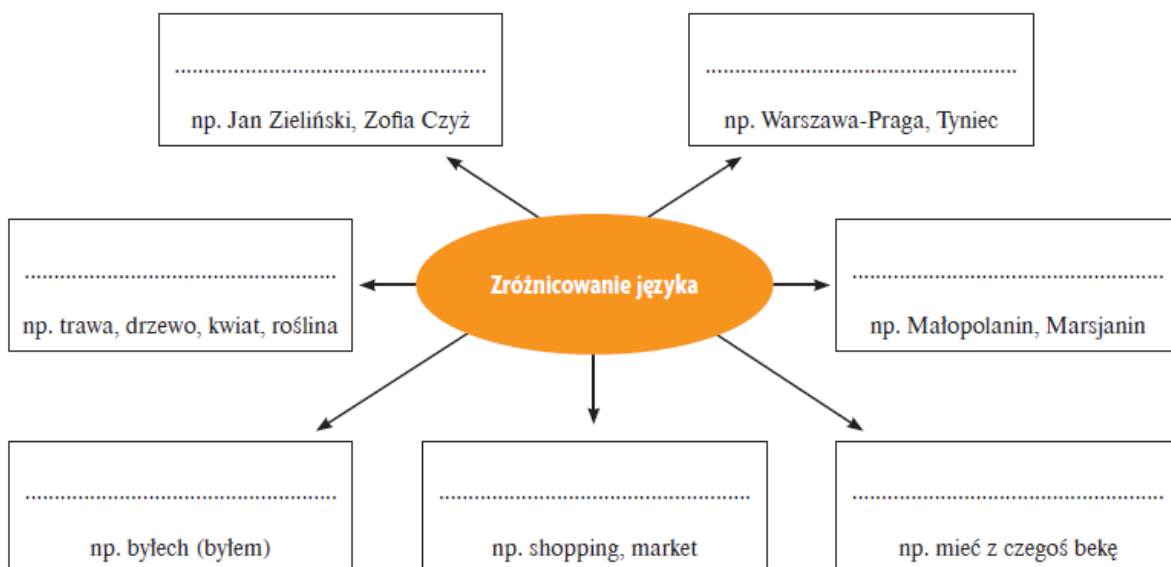 ......................................................
np. Jan Zieliński, Zofia Czyż
......................................................
np. Warszawa-Praga, Tyniec
......................................................
np. trawa, drzewo, kwiat, roślina
Zróżnicowanie języka
......................................................
np. Małopolanin, Marsjanin
......................................................
np. byłech (byłem)
......................................................
np. shopping, market
......................................................
np. mieć z czegoś bekę